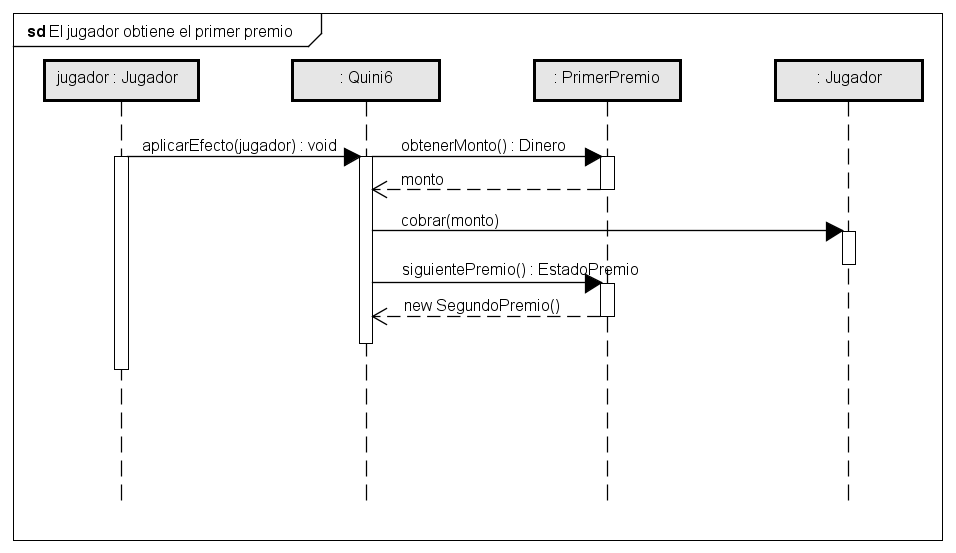 sd El jugador obtiene el primer premio
jugador : Jugador
: Quini6
: PrimerPremio
: Jugador
aplicarEfecto(jugador) : void
obtenerMonto() : Dinero
monto
cobrar(monto)
siguientePremio() : EstadoPremio
new SegundoPremio()